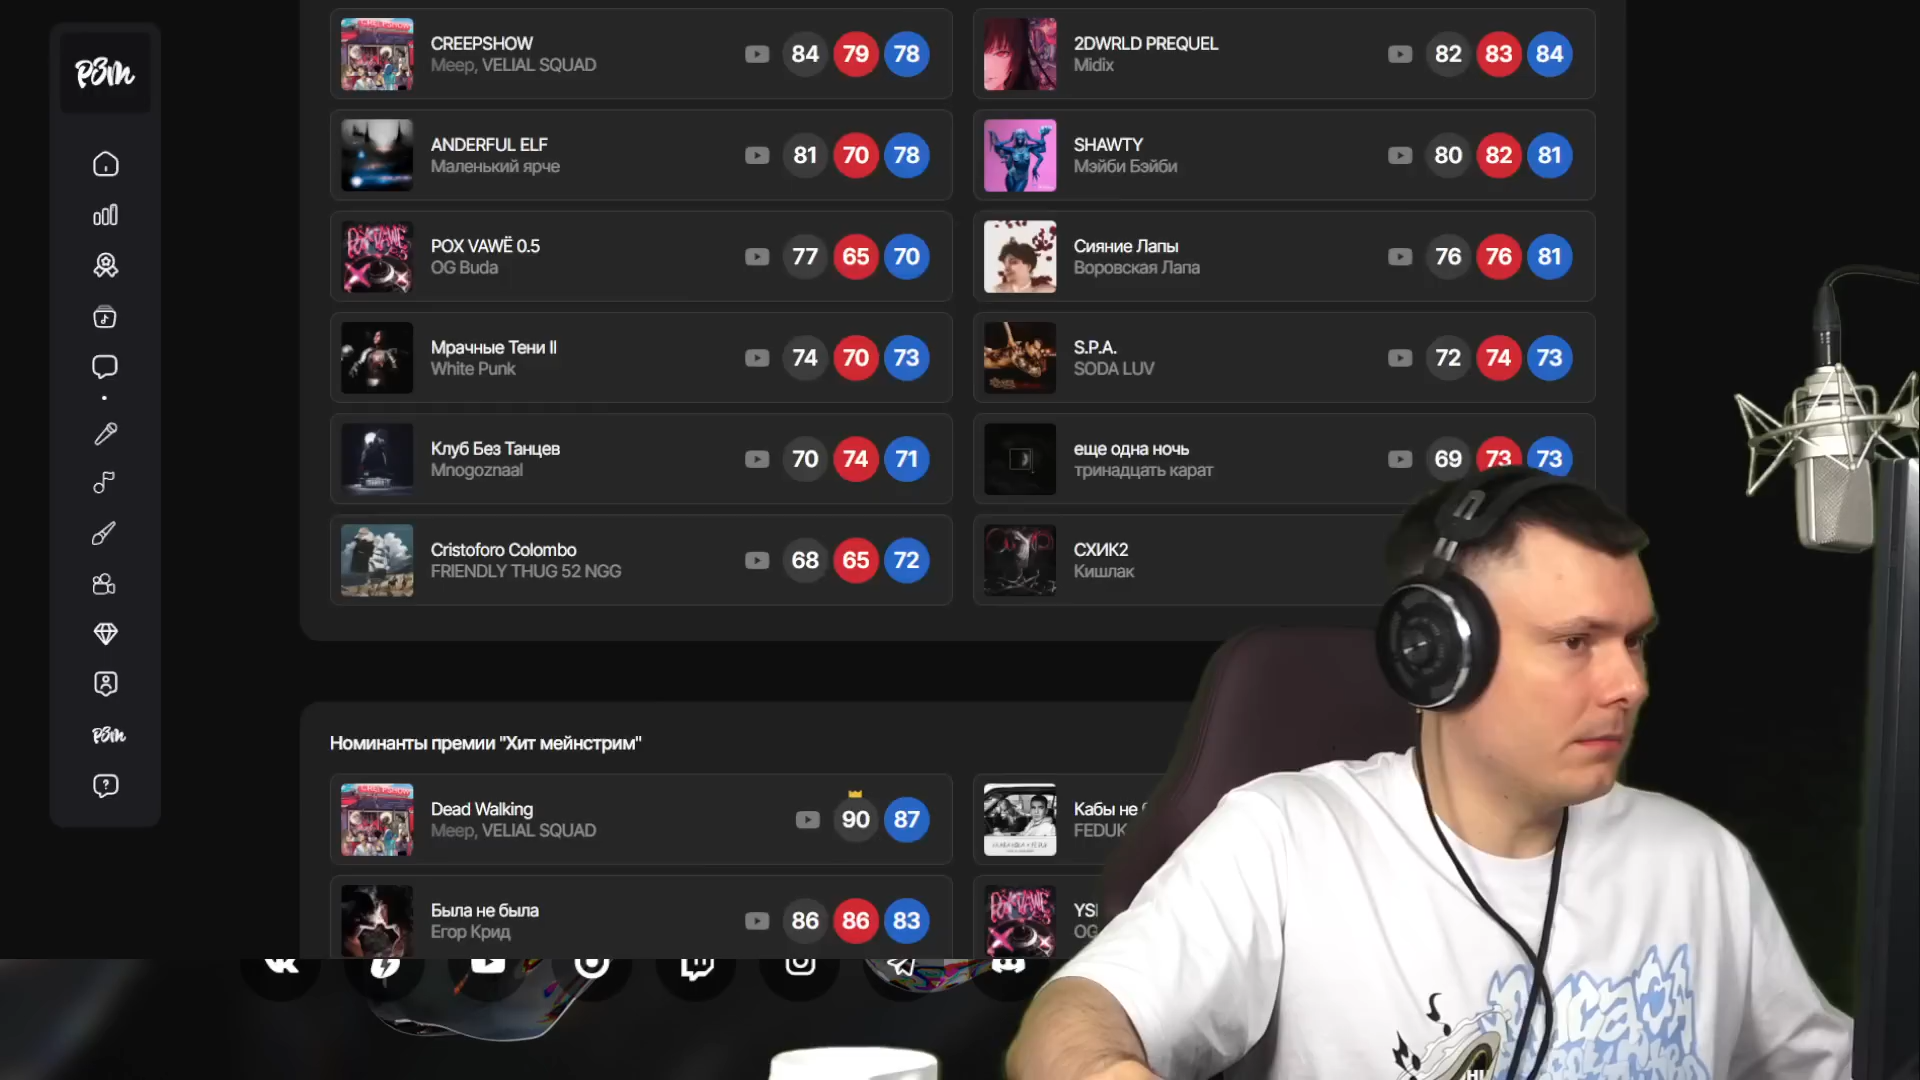 РЗТ
CREEPSHOW
Meep, VELIAL SQUAD
84 79 78
2DWRLD PREQUEL
Midix
82 83 84
ANDERFUL ELF
Маленький ярче
81 70 78
SHAWTY
Мэйби Бэйби
80 82 81
POX VAWË 0.5
OG Buda
77 65 70
Сияние Лапы
Воровская Лапа
76 76 81
Мрачные Тени II
White Punk
74 70 73
S.P.A.
SODA LUV
72 74 73
Клуб Без Танцев
Mnogoznaal
70 74 71
еще одна ночь
тринадцать карат
69 73 73
Cristoforo Colombo
FRIENDLY THUG 52 NGG
68 65 72
СХИК2
Кишлак
РЗТ
Номинанты премии "Хит мейнстрим"
Dead Walking
Meep, VELIAL SQUAD
90 87
Кабы не
FEDUK
Была не была
Егор Крид
86 86 83
OG